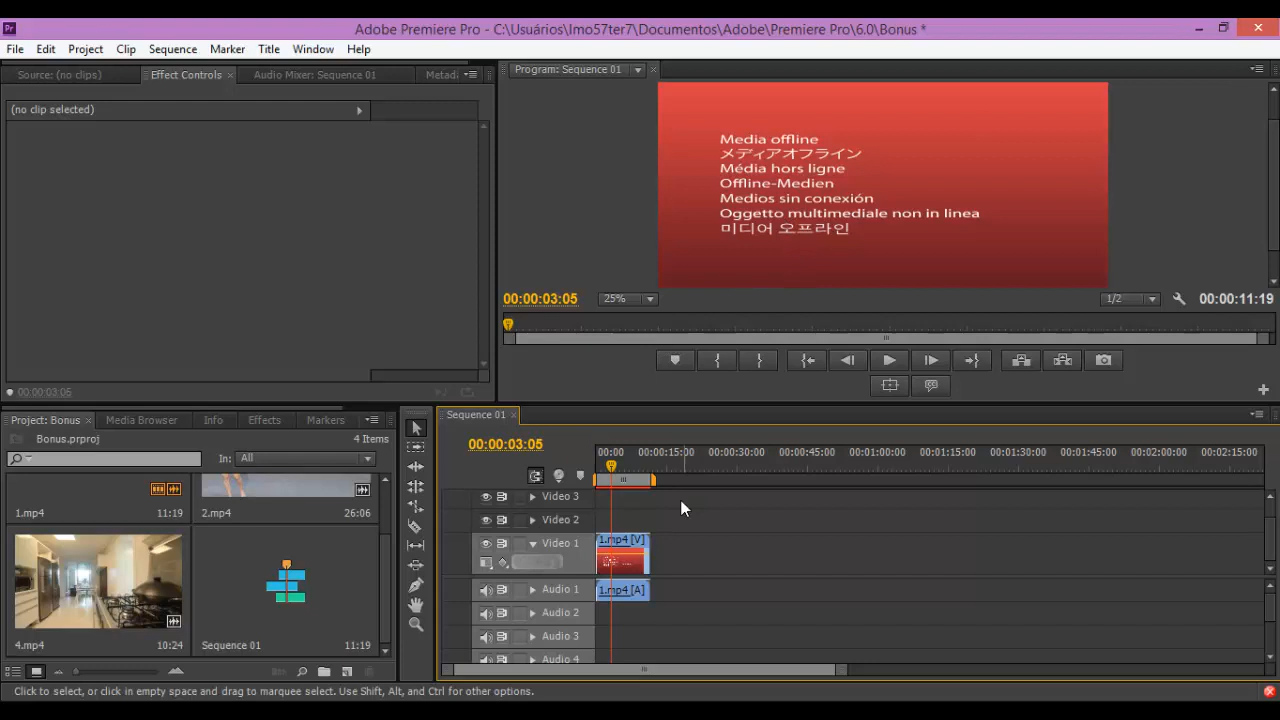 Adobe Premiere Pro - C:\Usuários\Imo57ter7\Documentos\Adobe\Premiere Pro\6.0\Bonus *
File Edit Project Clip Sequence Marker Title Window Help
Source: (no clips) Effect Controls × Audio Mixer: Sequence 01 Metad
(no clip selected)
00:00:03:05
Program: Sequence 01
Media offline
メディアオフライン
Média hors ligne
Offline-Medien
Medios sin conexión
Oggetto multimediale non in linea
미디어 오프라인
00:00:03:05 25% 1/2 00:00:11:19
Project: Bonus × Media Browser Info Effects Markers
Bonus.prproj 4 Items
In: All
1.mp4 11:19 2.mp4 26:06
4.mp4 10:24 Sequence 01 11:19
Sequence 01 ×
00:00:03:05
00:00 00:00:15:00 00:00:30:00 00:00:45:00 00:01:00:00 00:01:15:00 00:01:30:00 00:01:45:00 00:02:00:00 00:02:15:00
Video 3
Video 2
Video 1 1.mp4 [V]
Audio 1 1.mp4 [A]
Audio 2
Audio 3
Audio 4
Click to select, or click in empty space and drag to marquee select. Use Shift, Alt, and Ctrl for other options.